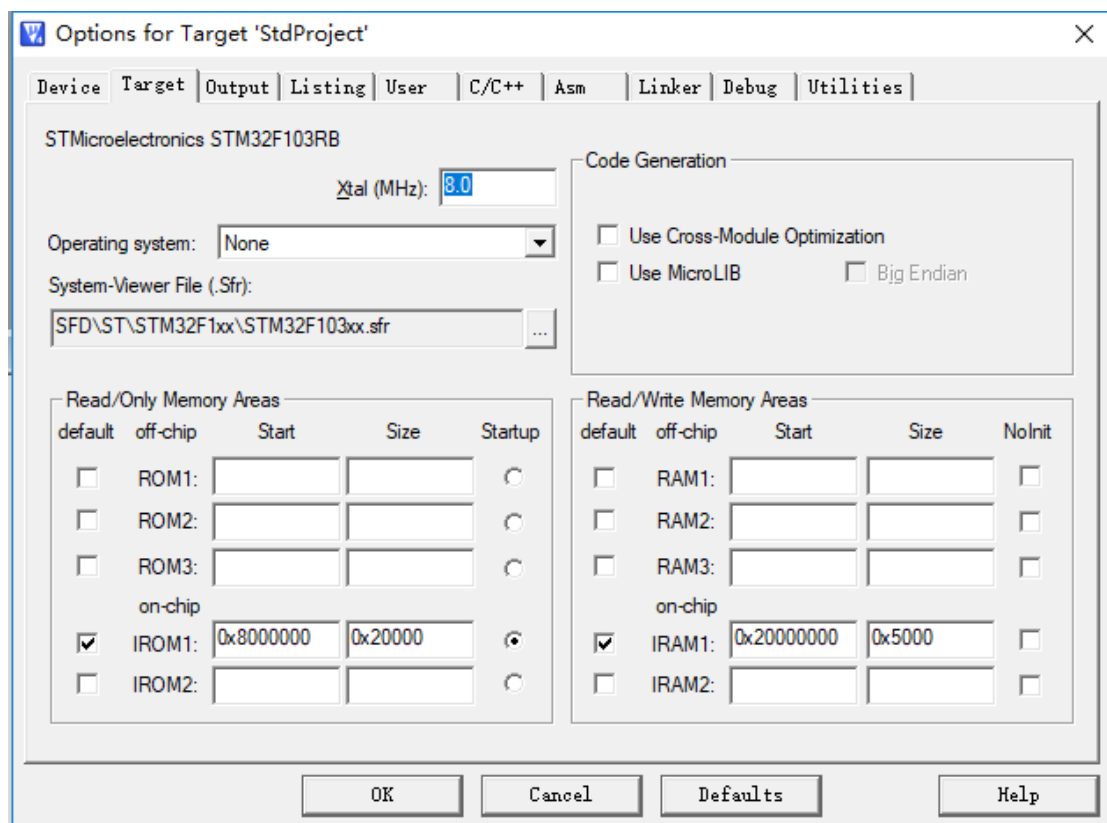 Options for Target 'StdProject'
Device Target Output Listing User C/C++ Asm Linker Debug Utilities
STMicroelectronics STM32F103RB
Xtal (MHz): 8.0
Operating system: None
System-Viewer File (.Sfr):
SFD\ST\STM32F1xx\STM32F103xx.sfr ...
Code Generation
Use Cross-Module Optimization
Use MicroLIB Big Endian
Read/Only Memory Areas
default off-chip Start Size Startup
ROM1:
ROM2:
ROM3:
on-chip
IROM1: 0x8000000 0x20000
IROM2:
Read/Write Memory Areas
default off-chip Start Size NoInit
RAM1:
RAM2:
RAM3:
on-chip
IRAM1: 0x20000000 0x5000
IRAM2:
OK Cancel Defaults Help